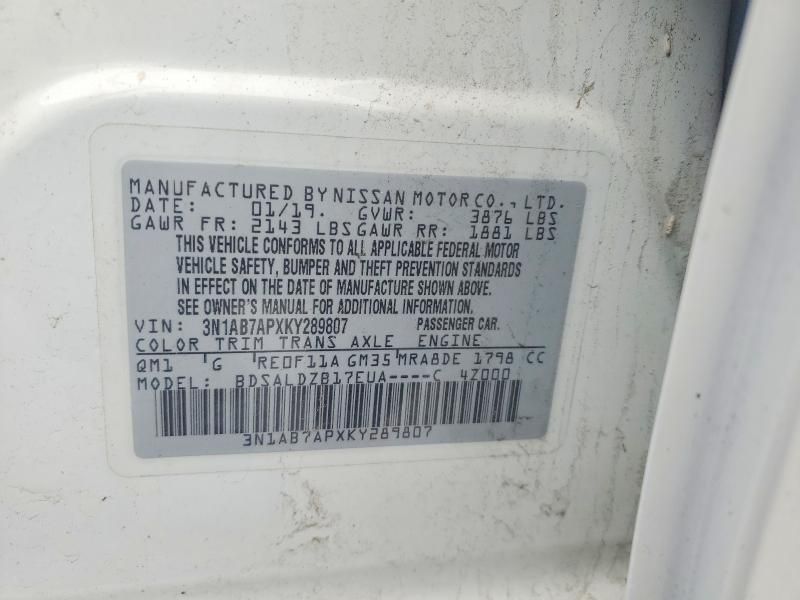 MANUFACTURED BY NISSAN MOTOR CO., LTD.
DATE: 01/19. GVWR: 3876 LBS
GAWR FR: 2143 LBS GAWR RR: 1881 LBS
THIS VEHICLE CONFORMS TO ALL APPLICABLE FEDERAL MOTOR
VEHICLE SAFETY, BUMPER AND THEFT PREVENTION STANDARDS
IN EFFECT ON THE DATE OF MANUFACTURE SHOWN ABOVE.
SEE OWNER'S MANUAL FOR ADDITIONAL INFORMATION.
VIN: 3N1AB7APXKY289807 PASSENGER CAR.
COLOR TRIM TRANS AXLE ENGINE
QM1 G RE0F11A GM35 MRA8DE 1798 CC
MODEL: BDSALDZB17EUA----C 4Z000
3N1AB7APXKY289807